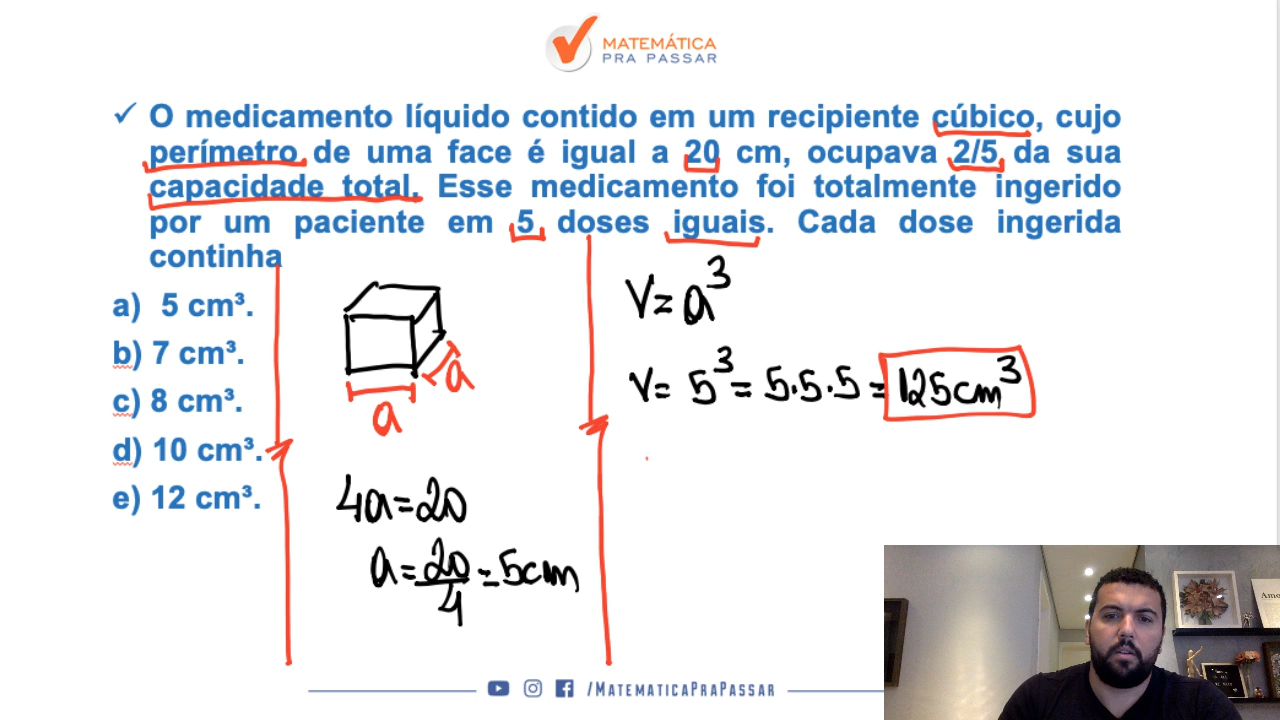 MATEMÁTICA
PRA PASSAR
✓ O medicamento líquido contido em um recipiente cúbico, cujo
perímetro de uma face é igual a 20 cm, ocupava 2/5 da sua
capacidade total. Esse medicamento foi totalmente ingerido
por um paciente em 5 doses iguais. Cada dose ingerida
continha
a) 5 cm³.
b) 7 cm³.
c) 8 cm³.
d) 10 cm³.
e) 12 cm³.
a
a
4a=20
a=20/4=5cm
V=a³
V=5³=5.5.5=125cm³
Ame
/MATEMATICAPRAPASSAR